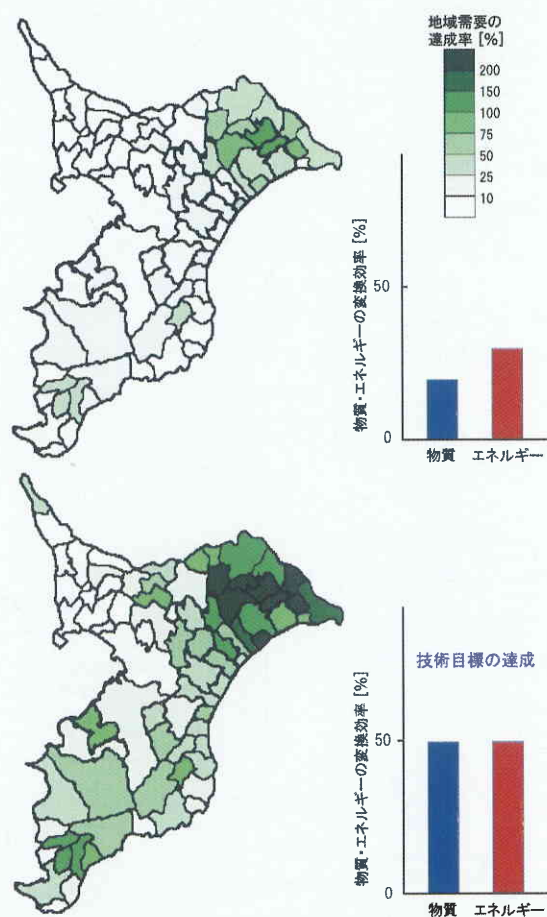 地域需要の
達成率 [%]
200
150
100
75
50
25
10
物質・エネルギーの変換効率 [%]
50
0
物質 エネルギー
技術目標の達成
物質・エネルギーの変換効率 [%]
50
0
物質 エネルギー